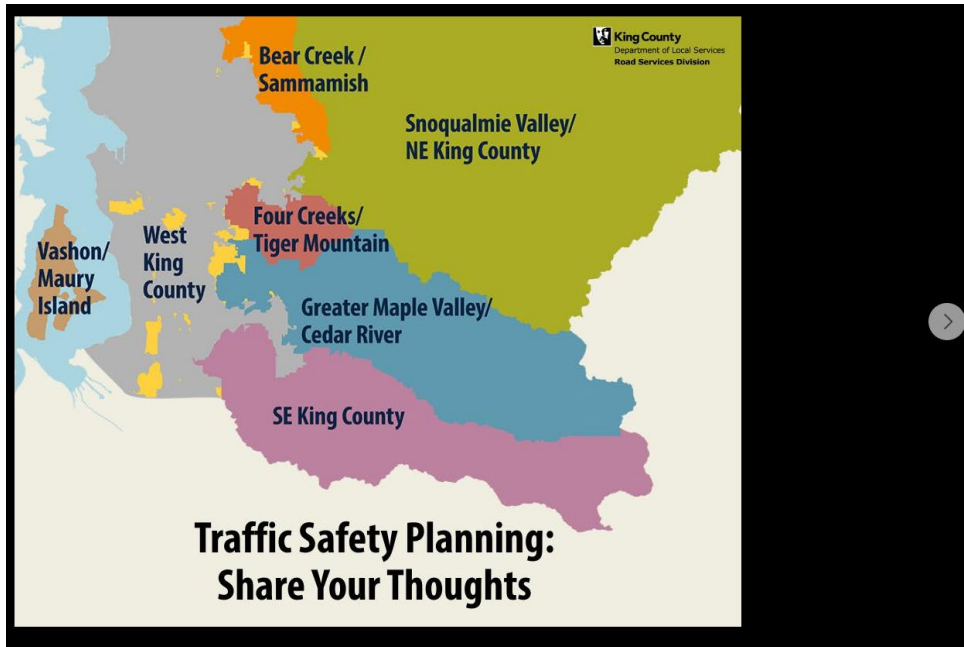 King County
Department of Local Services
Road Services Division
Bear Creek /
Sammamish
Snoqualmie Valley/
NE King County
Four Creeks/
Tiger Mountain
West
King
County
Vashon/
Maury
Island
Greater Maple Valley/
Cedar River
SE King County
Traffic Safety Planning:
Share Your Thoughts